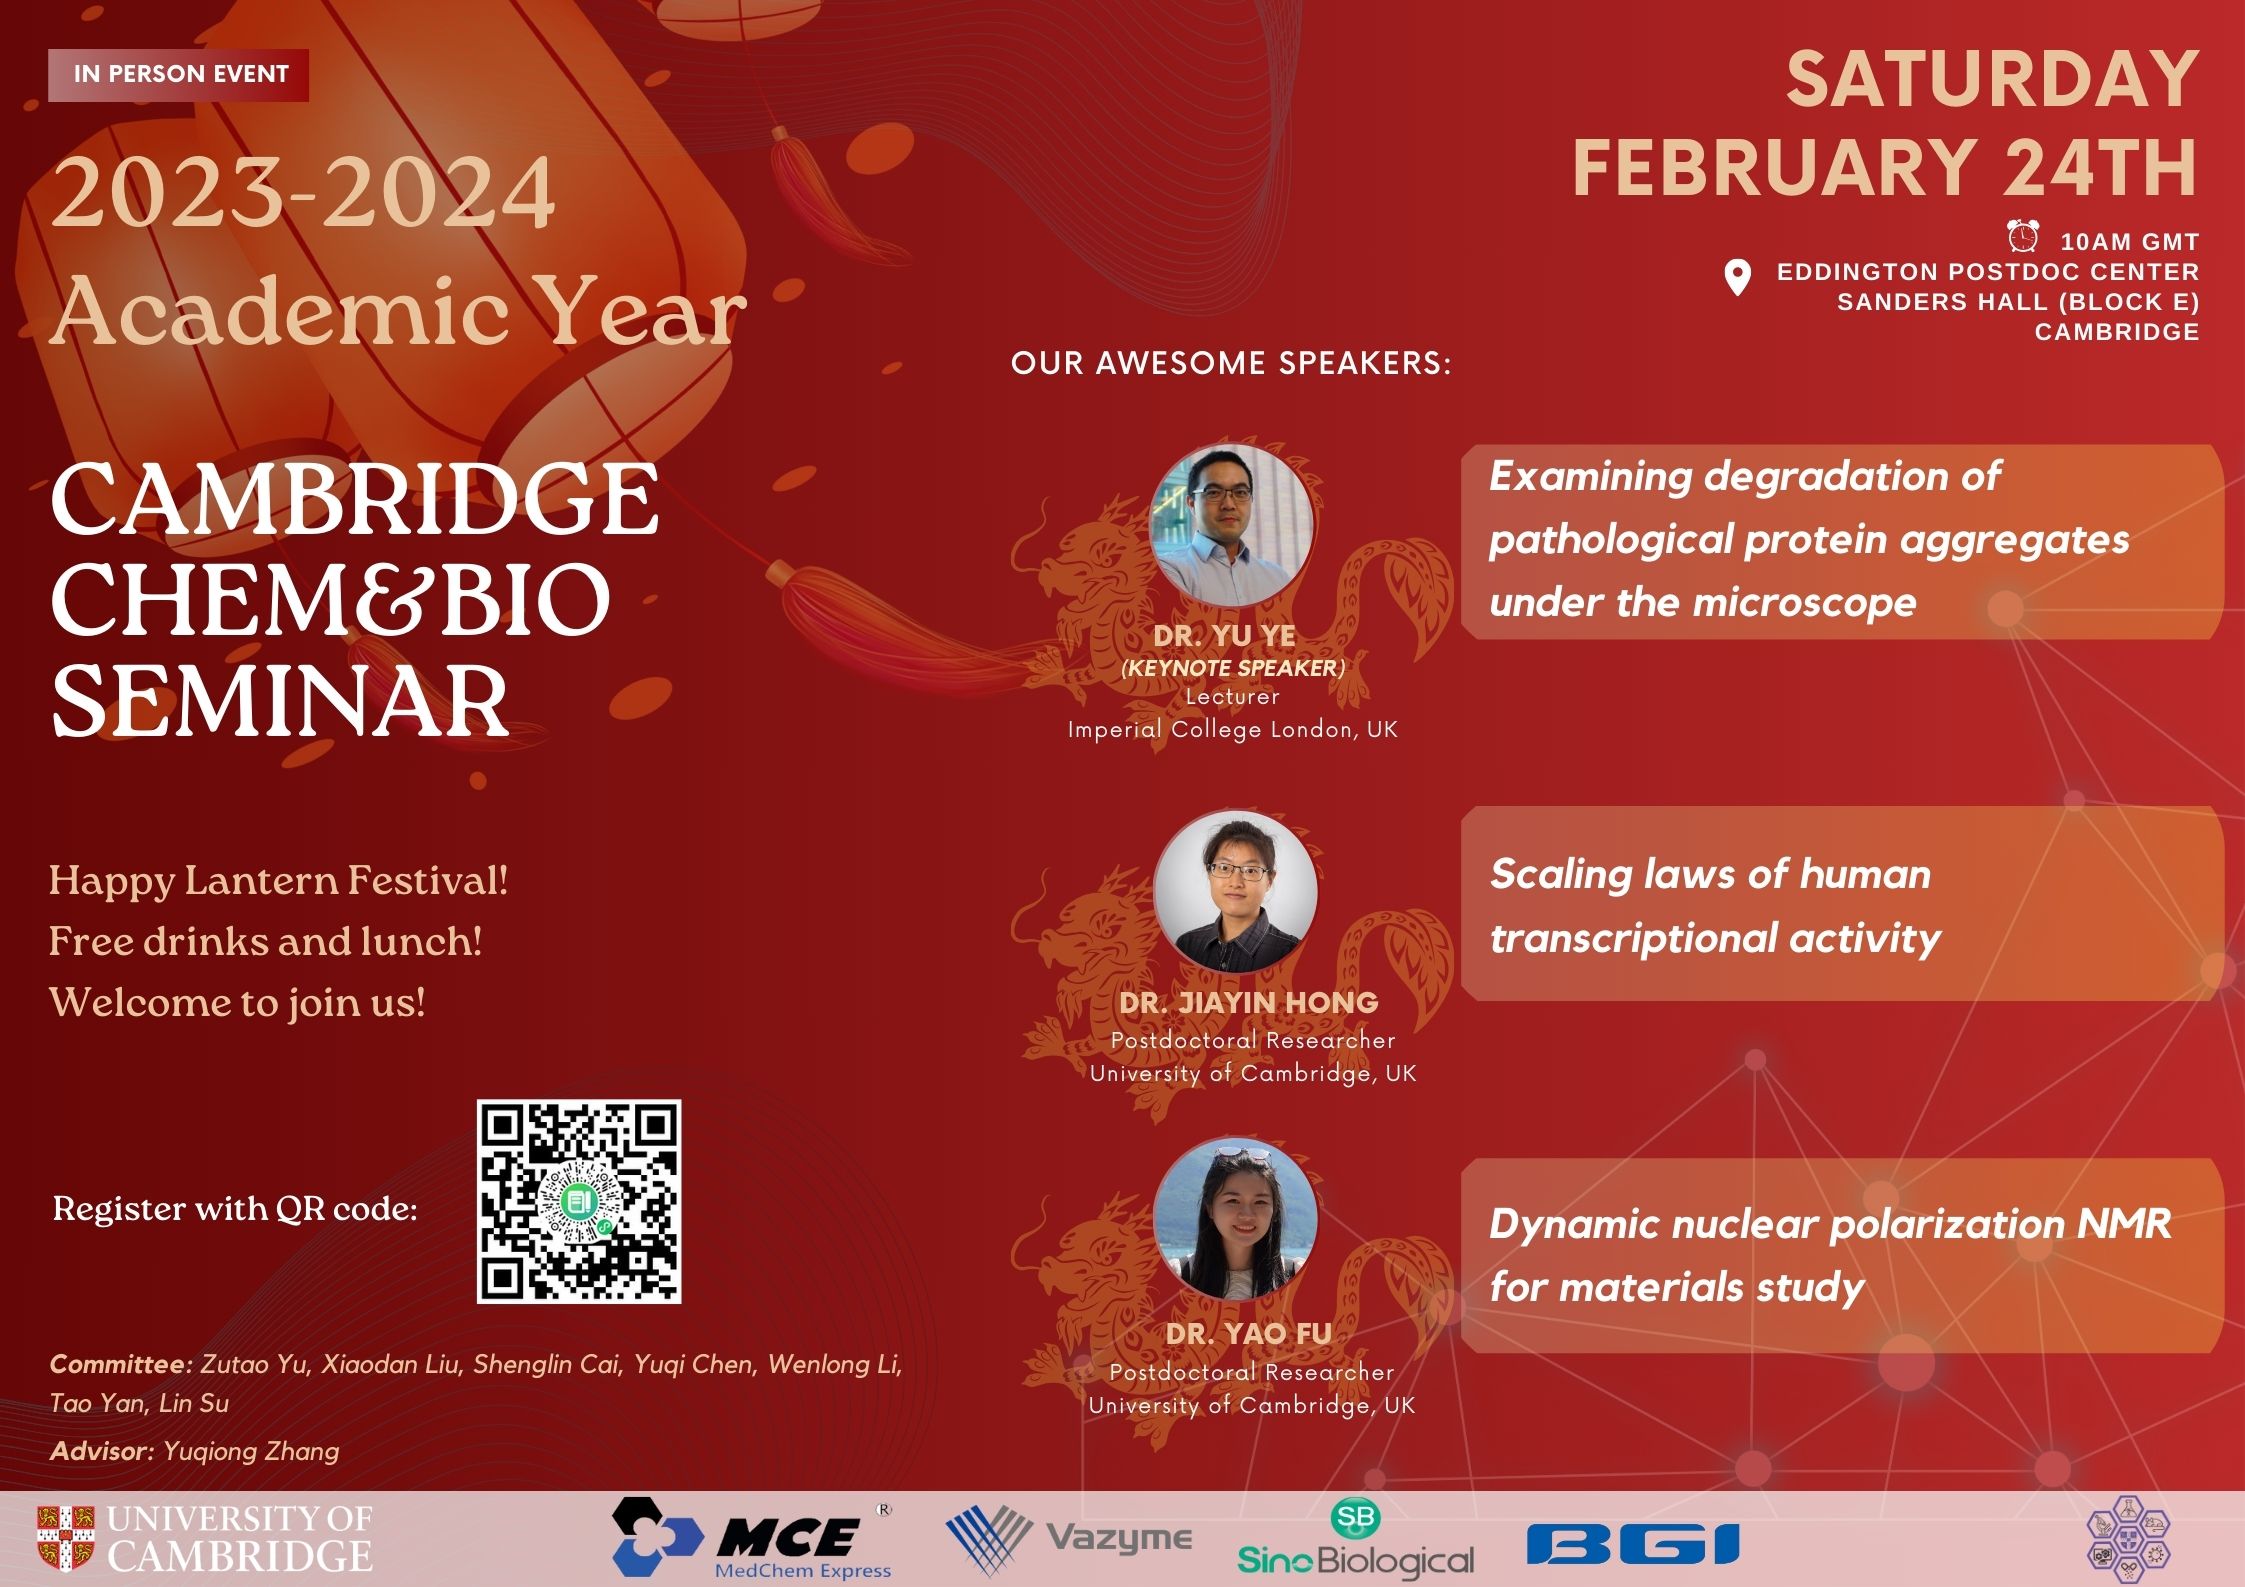 IN PERSON EVENT
2023-2024
Academic Year
CAMBRIDGE
CHEM&BIO
SEMINAR
Happy Lantern Festival!
Free drinks and lunch!
Welcome to join us!
Register with QR code:
Committee: Zutao Yu, Xiaodan Liu, Shenglin Cai, Yuqi Chen, Wenlong Li,
Tao Yan, Lin Su
Advisor: Yuqiong Zhang
SATURDAY
FEBRUARY 24TH
10AM GMT
EDDINGTON POSTDOC CENTER
SANDERS HALL (BLOCK E)
CAMBRIDGE
OUR AWESOME SPEAKERS:
DR. YU YE
(KEYNOTE SPEAKER)
Lecturer
Imperial College London, UK
Examining degradation of
pathological protein aggregates
under the microscope
DR. JIAYIN HONG
Postdoctoral Researcher
University of Cambridge, UK
Scaling laws of human
transcriptional activity
DR. YAO FU
Postdoctoral Researcher
University of Cambridge, UK
Dynamic nuclear polarization NMR
for materials study
UNIVERSITY OF
CAMBRIDGE
MCE ®
MedChem Express
Vazyme
SB
Sino Biological
BGI